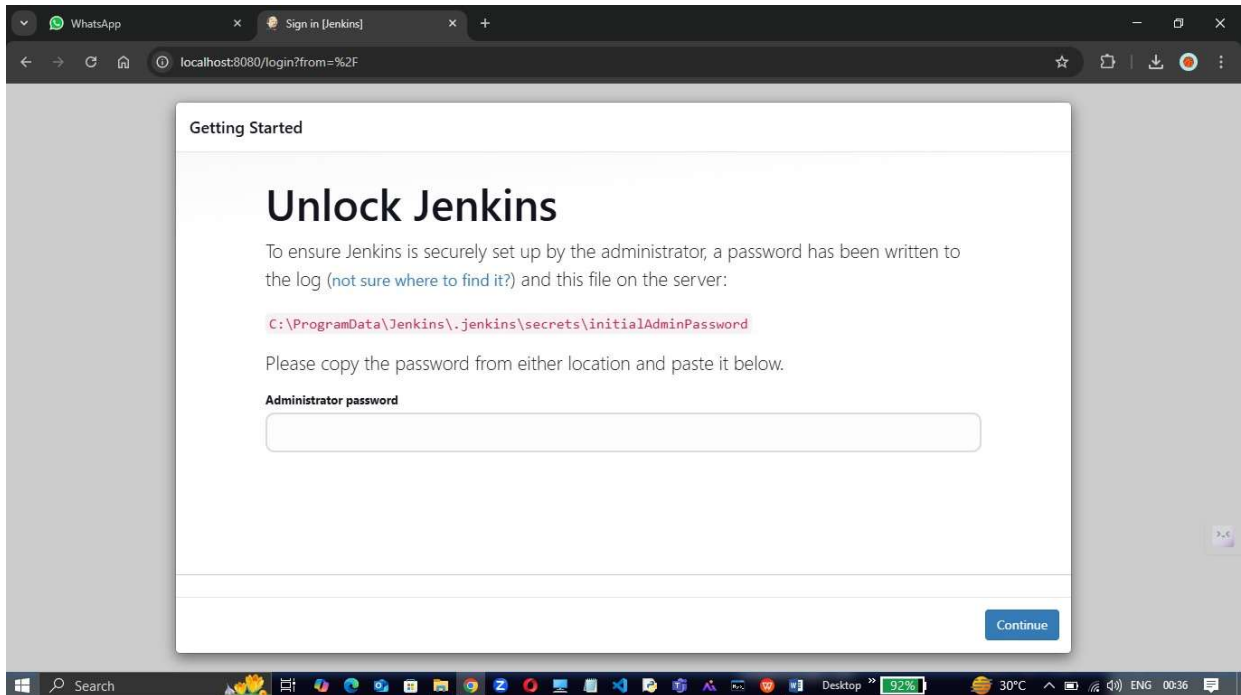 WhatsApp
Sign in [Jenkins]
localhost:8080/login?from=%2F
Getting Started
Unlock Jenkins
To ensure Jenkins is securely set up by the administrator, a password has been written to
the log (not sure where to find it?) and this file on the server:
C:\ProgramData\Jenkins\.jenkins\secrets\initialAdminPassword
Please copy the password from either location and paste it below.
Administrator password
Continue
Search
Desktop » 92% 30°C ENG 00:36